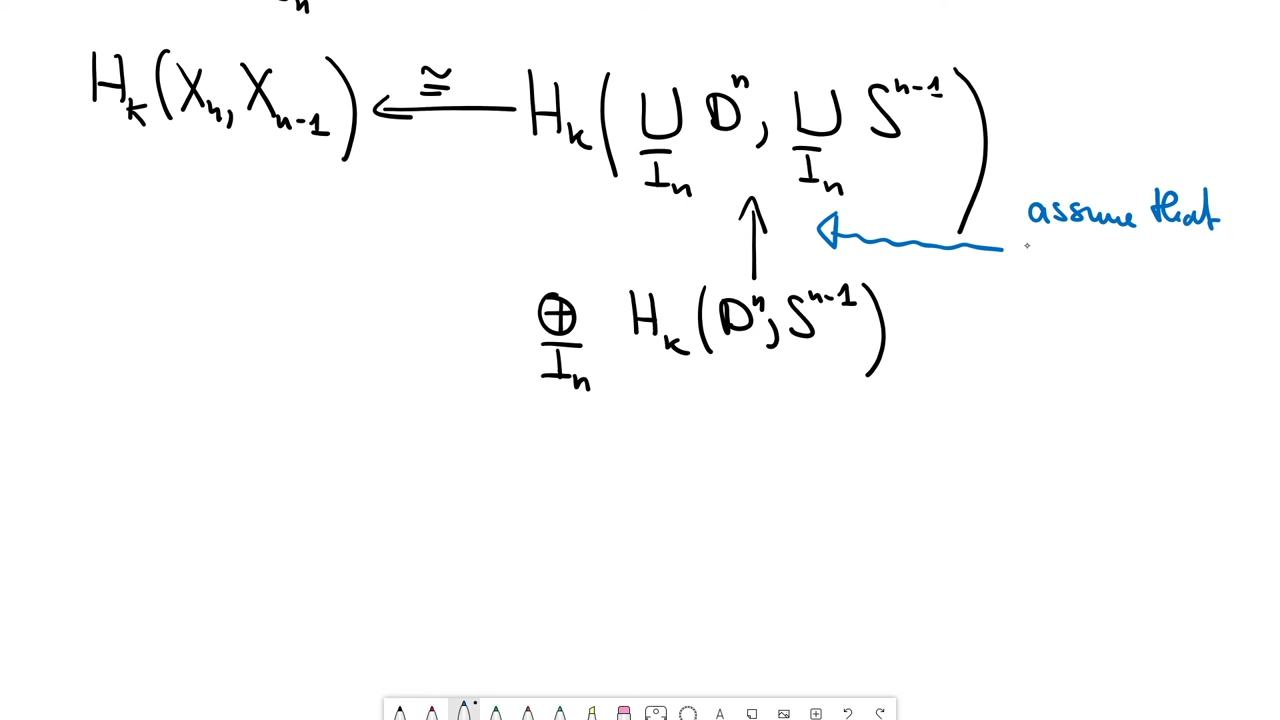 n
H_k(X_n, X_{n-1}) ≅ ← H_k(⊔_{I_n} D^n, ⊔_{I_n} S^{n-1})
assume that
↑
⊕_{I_n} H_k(D^n, S^{n-1})
A